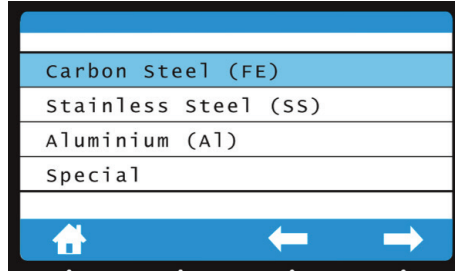 Carbon Steel (FE)
Stainless Steel (SS)
Aluminium (Al)
Special